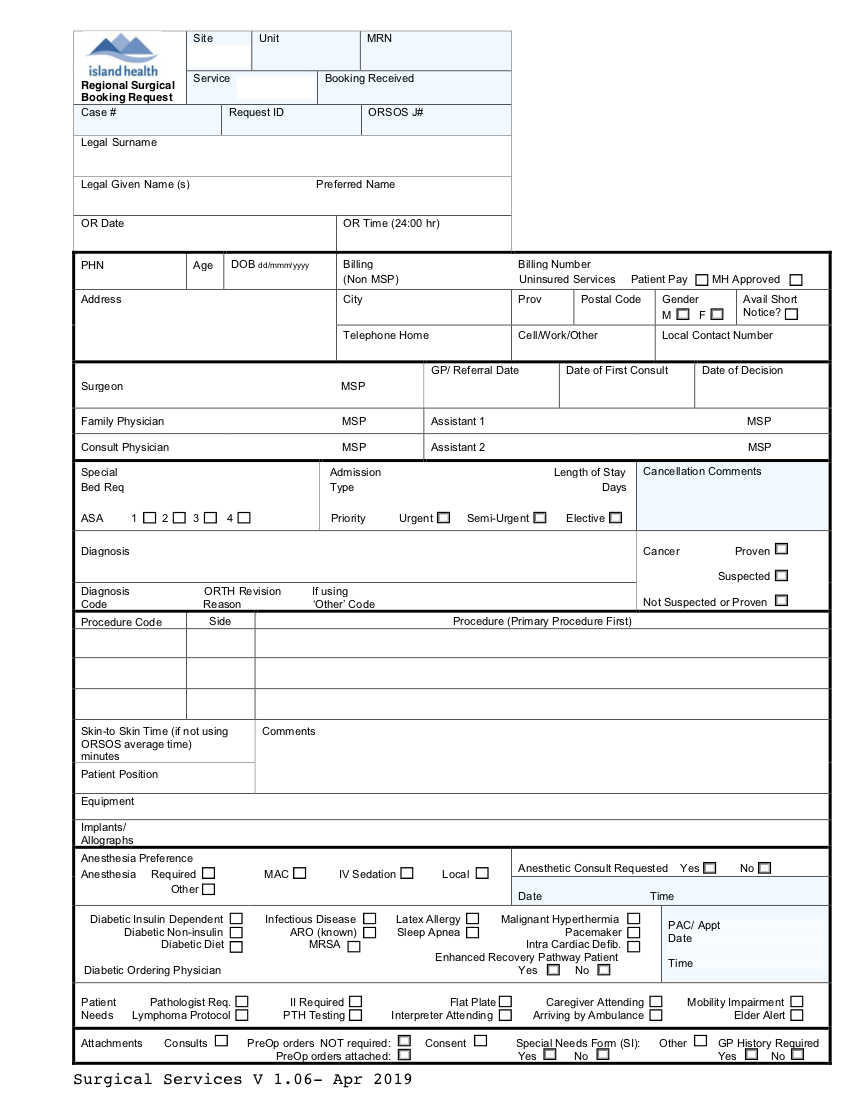 island health
Regional Surgical
Booking Request
Site Unit MRN
Service Booking Received
Case # Request ID ORSOS J#
Legal Surname
Legal Given Name (s) Preferred Name
OR Date OR Time (24:00 hr)
PHN Age DOB dd/mmm/yyyy Billing Billing Number
(Non MSP) Uninsured Services Patient Pay MH Approved
Address City Prov Postal Code Gender Avail Short
M F Notice?
Telephone Home Cell/Work/Other Local Contact Number
GP/ Referral Date Date of First Consult Date of Decision
Surgeon MSP
Family Physician MSP Assistant 1 MSP
Consult Physician MSP Assistant 2 MSP
Special Admission Length of Stay Cancellation Comments
Bed Req Type Days
ASA 1 2 3 4 Priority Urgent Semi-Urgent Elective
Diagnosis Cancer Proven
Suspected
Diagnosis ORTH Revision If using
Code Reason 'Other' Code Not Suspected or Proven
Procedure Code Side Procedure (Primary Procedure First)
Skin-to Skin Time (if not using Comments
ORSOS average time)
minutes
Patient Position
Equipment
Implants/
Allographs
Anesthesia Preference
Anesthesia Required MAC IV Sedation Local Anesthetic Consult Requested Yes No
Other
Date Time
Diabetic Insulin Dependent Infectious Disease Latex Allergy Malignant Hyperthermia PAC/ Appt
Diabetic Non-insulin ARO (known) Sleep Apnea Pacemaker Date
Diabetic Diet MRSA Intra Cardiac Defib.
Enhanced Recovery Pathway Patient Time
Diabetic Ordering Physician Yes No
Patient Pathologist Req. II Required Flat Plate Caregiver Attending Mobility Impairment
Needs Lymphoma Protocol PTH Testing Interpreter Attending Arriving by Ambulance Elder Alert
Attachments Consults PreOp orders NOT required: Consent Special Needs Form (SI): Other GP History Required
PreOp orders attached: Yes No Yes No
Surgical Services V 1.06- Apr 2019